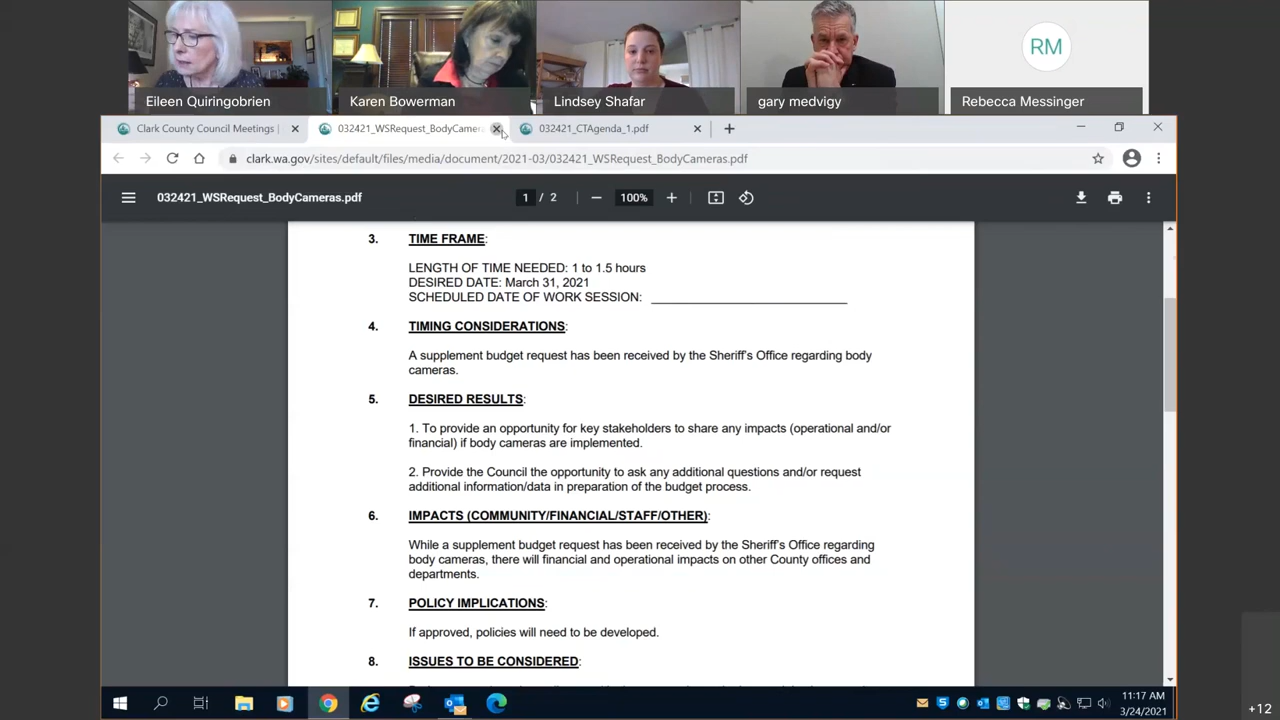 RM
Eileen Quiringobrien
Karen Bowerman
Lindsey Shafar
gary medvigy
Rebecca Messinger
Clark County Council Meetings |
032421_WSRequest_BodyCamera
032421_CTAgenda_1.pdf
clark.wa.gov/sites/default/files/media/document/2021-03/032421_WSRequest_BodyCameras.pdf
032421_WSRequest_BodyCameras.pdf
1 / 2
100%
3. TIME FRAME:
LENGTH OF TIME NEEDED: 1 to 1.5 hours
DESIRED DATE: March 31, 2021
SCHEDULED DATE OF WORK SESSION:
4. TIMING CONSIDERATIONS:
A supplement budget request has been received by the Sheriff's Office regarding body
cameras.
5. DESIRED RESULTS:
1. To provide an opportunity for key stakeholders to share any impacts (operational and/or
financial) if body cameras are implemented.
2. Provide the Council the opportunity to ask any additional questions and/or request
additional information/data in preparation of the budget process.
6. IMPACTS (COMMUNITY/FINANCIAL/STAFF/OTHER):
While a supplement budget request has been received by the Sheriff's Office regarding
body cameras, there will financial and operational impacts on other County offices and
departments.
7. POLICY IMPLICATIONS:
If approved, policies will need to be developed.
8. ISSUES TO BE CONSIDERED:
11:17 AM
3/24/2021
+12